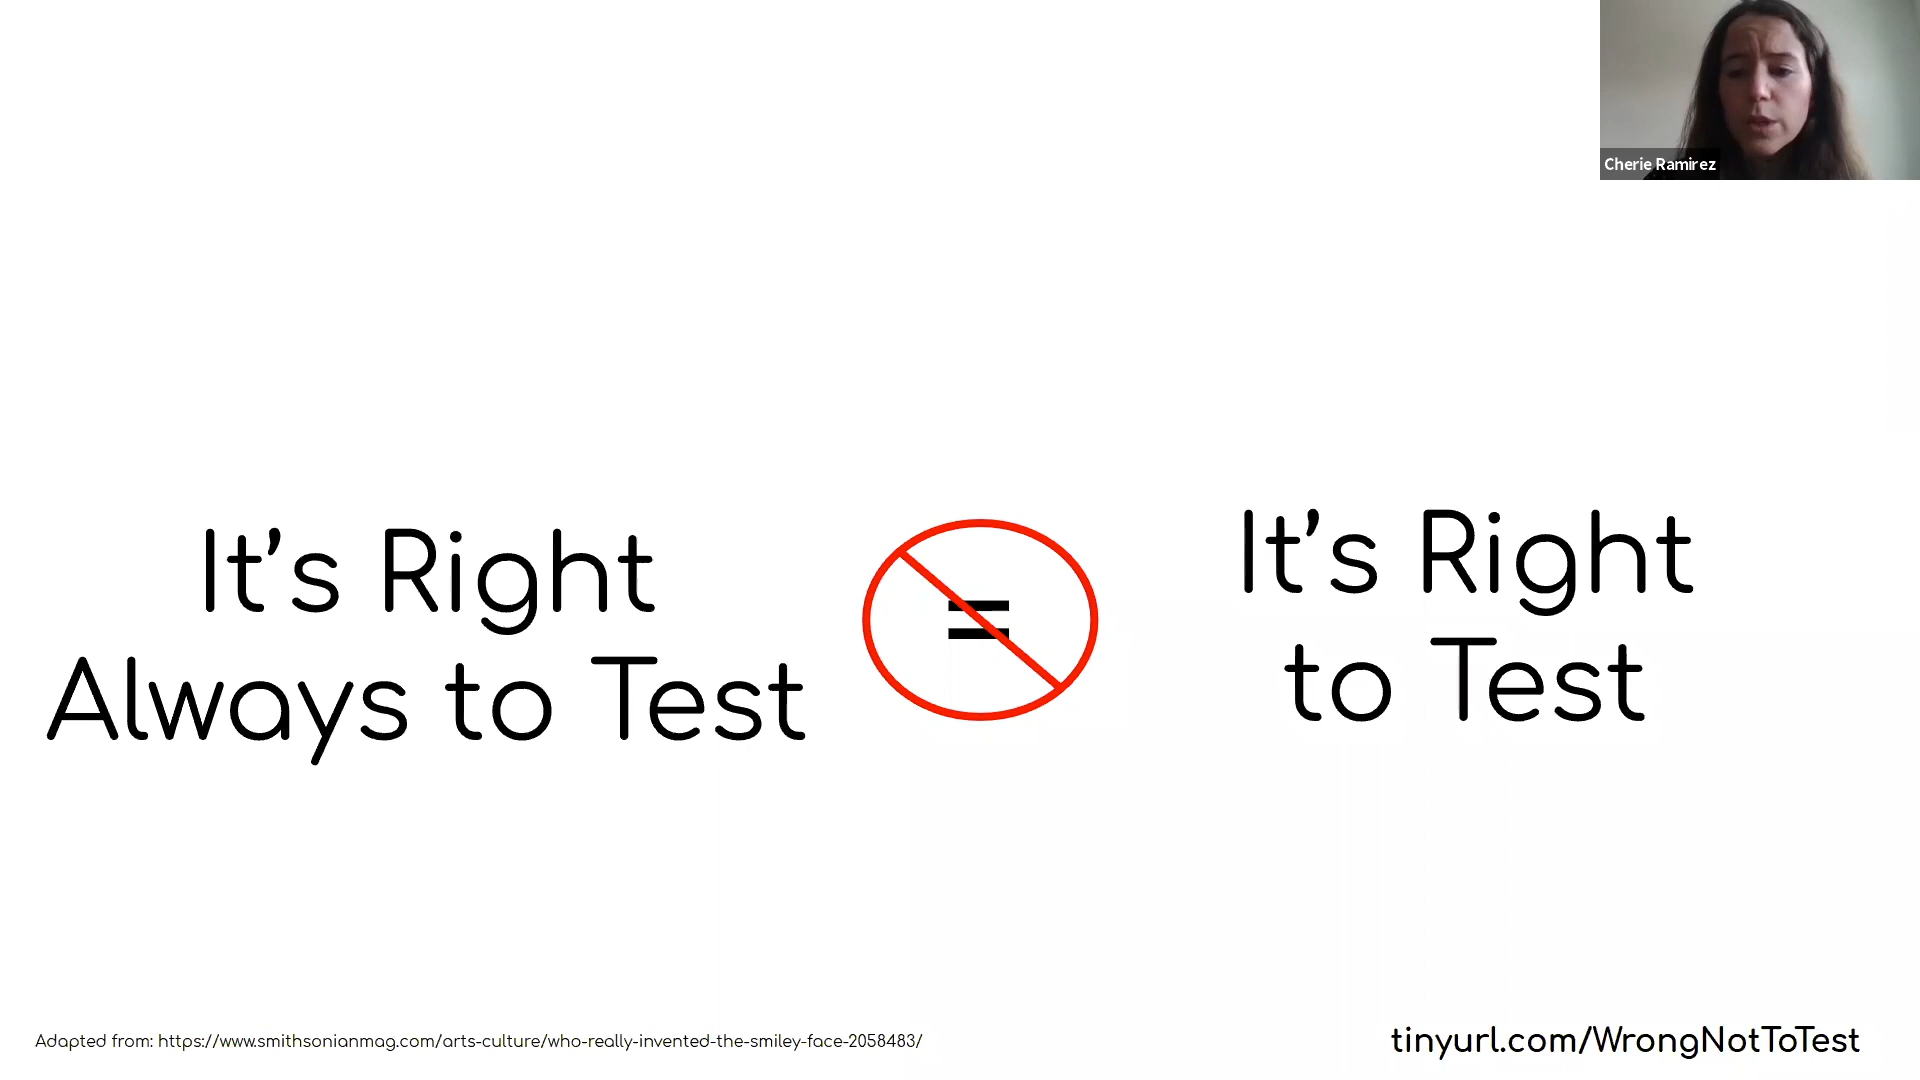 Cherie Ramirez
It's Right
Always to Test
=
It's Right
to Test
Adapted from: https://www.smithsonianmag.com/arts-culture/who-really-invented-the-smiley-face-2058483/
tinyurl.com/WrongNotToTest